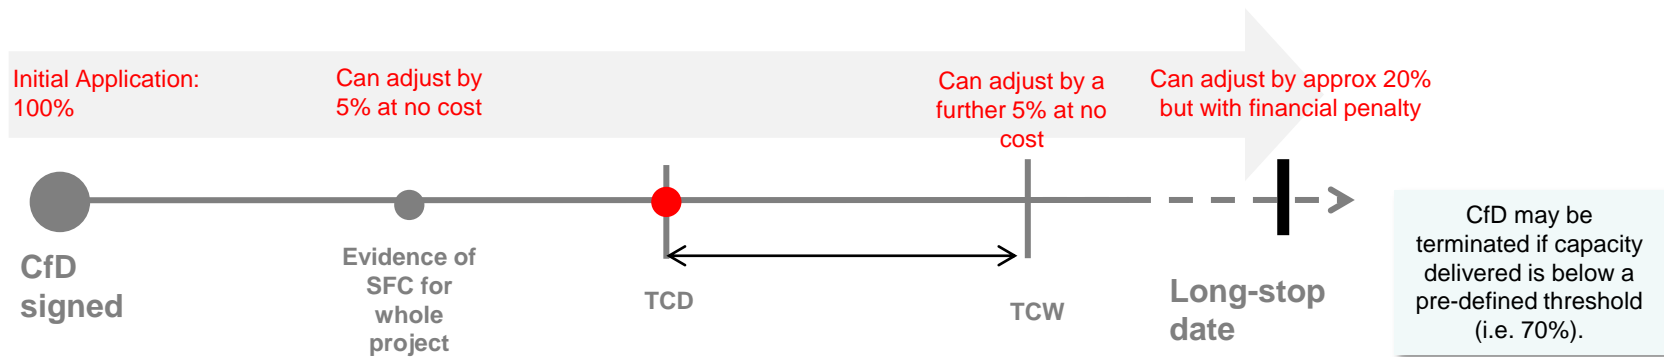 Initial Application:
100%
Can adjust by
5% at no cost
Can adjust by a
further 5% at no
cost
Can adjust by approx 20%
but with financial penalty
CfD
signed
Evidence of
SFC for
whole
project
TCD
TCW
Long-stop
date
CfD may be
terminated if capacity
delivered is below a
pre-defined threshold
(i.e. 70%).